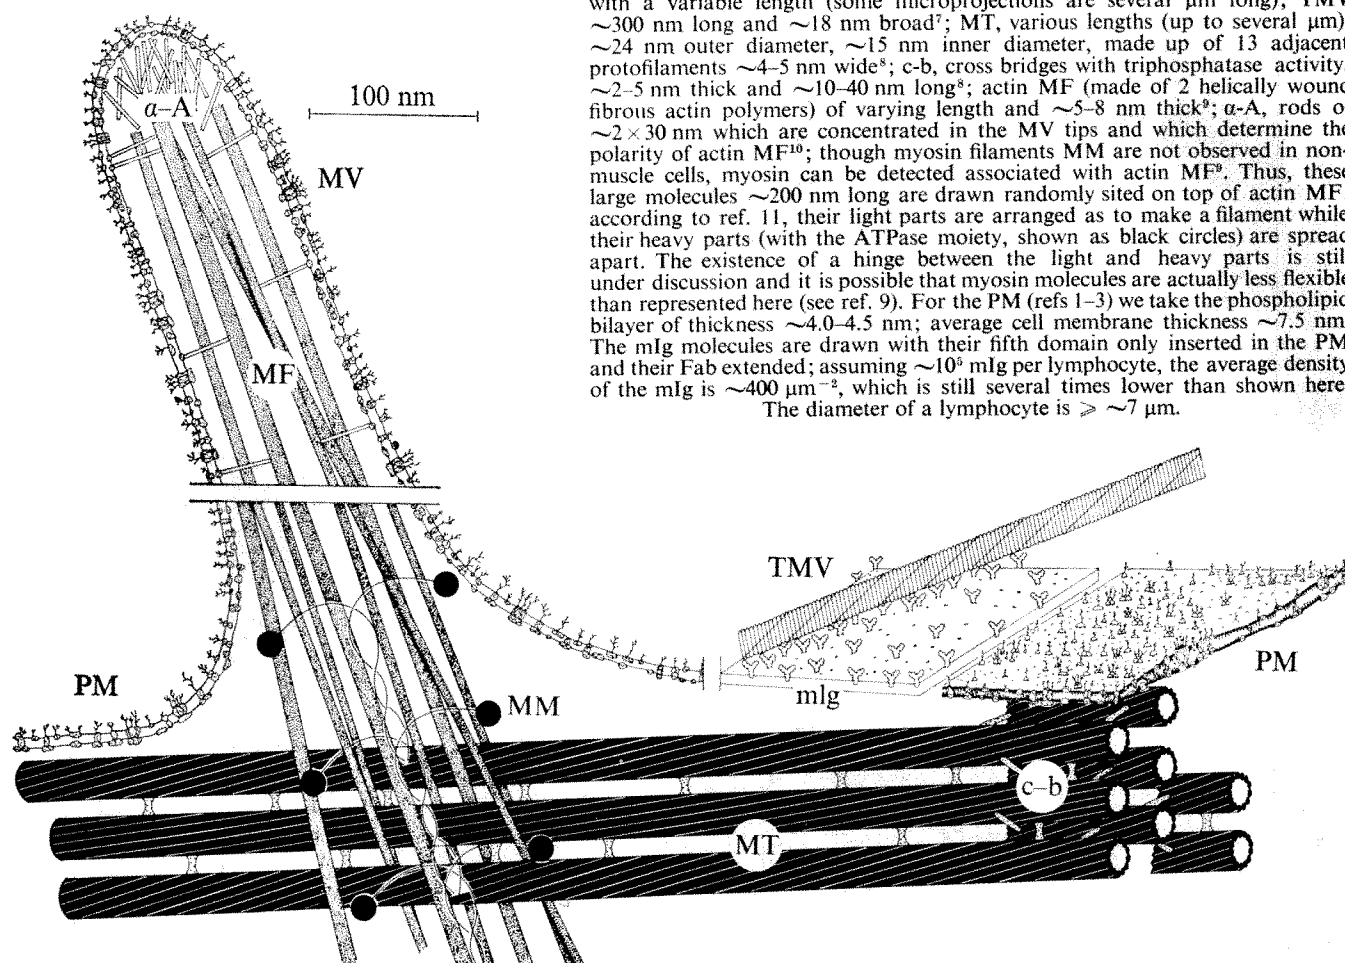 with a variable length (some microprojections are several μm long); TMV
~300 nm long and ~18 nm broad⁷; MT, various lengths (up to several μm)
~24 nm outer diameter, ~15 nm inner diameter, made up of 13 adjacent
protofilaments ~4–5 nm wide⁸; c-b, cross bridges with triphosphatase activity,
~2–5 nm thick and ~10–40 nm long⁸; actin MF (made of 2 helically wound
fibrous actin polymers) of varying length and ~5–8 nm thick⁹; α-A, rods o
~2 × 30 nm which are concentrated in the MV tips and which determine the
polarity of actin MF¹⁰; though myosin filaments MM are not observed in non-
muscle cells, myosin can be detected associated with actin MF⁹. Thus, these
large molecules ~200 nm long are drawn randomly sited on top of actin MF
according to ref. 11, their light parts are arranged as to make a filament while
their heavy parts (with the ATPase moiety, shown as black circles) are spread
apart. The existence of a hinge between the light and heavy parts is still
under discussion and it is possible that myosin molecules are actually less flexible
than represented here (see ref. 9). For the PM (refs 1–3) we take the phospholipid
bilayer of thickness ~4.0–4.5 nm; average cell membrane thickness ~7.5 nm
The mIg molecules are drawn with their fifth domain only inserted in the PM
and their Fab extended; assuming ~10⁵ mIg per lymphocyte, the average density
of the mIg is ~400 μm⁻², which is still several times lower than shown here
The diameter of a lymphocyte is ⩾ ~7 μm.
α–A
100 nm
MV
MF
TMV
PM
PM
mIg
MM
c–b
MT